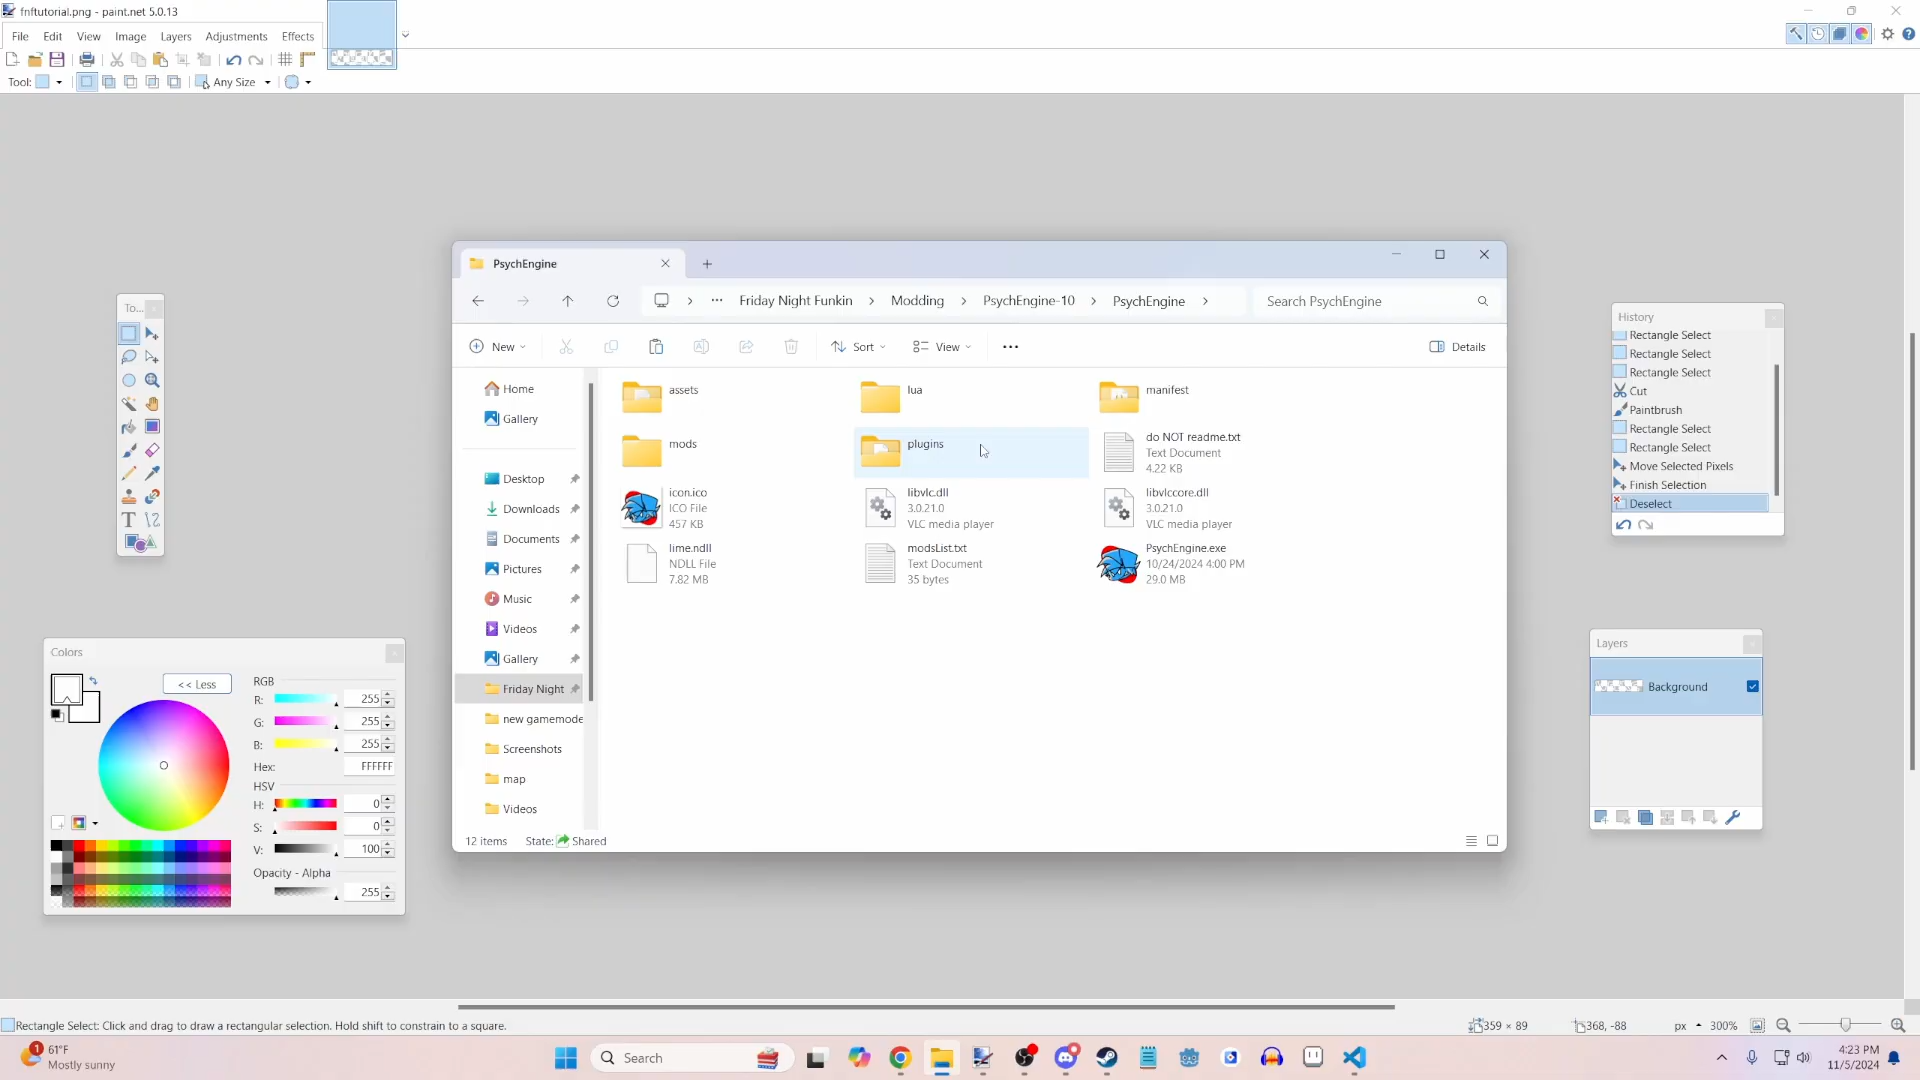 fnftutorial.png - paint.net 5.0.13
File Edit View Image Layers Adjustments Effects
Tool: Any Size
PsychEngine
Friday Night Funkin > Modding > PsychEngine-10 > PsychEngine >
Search PsychEngine
New Sort View Details
Home
Gallery
Desktop
Downloads
Documents
Pictures
Music
Videos
Gallery
Friday Night
new gamemode
Screenshots
map
Videos
assets
lua
manifest
mods
plugins
do NOT readme.txt
Text Document
4.22 KB
icon.ico
ICO File
457 KB
libvlc.dll
3.0.21.0
VLC media player
libvlccore.dll
3.0.21.0
VLC media player
lime.ndll
NDLL File
7.82 MB
modsList.txt
Text Document
35 bytes
PsychEngine.exe
10/24/2024 4:00 PM
29.0 MB
12 items State: Shared
To...
Colors
<< Less
RGB
R: 255
G: 255
B: 255
Hex: FFFFFF
HSV
H: 0
S: 0
V: 100
Opacity - Alpha
255
History
Rectangle Select
Rectangle Select
Rectangle Select
Cut
Paintbrush
Rectangle Select
Rectangle Select
Move Selected Pixels
Finish Selection
Deselect
Layers
Background
Rectangle Select: Click and drag to draw a rectangular selection. Hold shift to constrain to a square.
359 × 89
368, -88
px 300%
1
61°F
Mostly sunny
Search
4:23 PM
11/5/2024